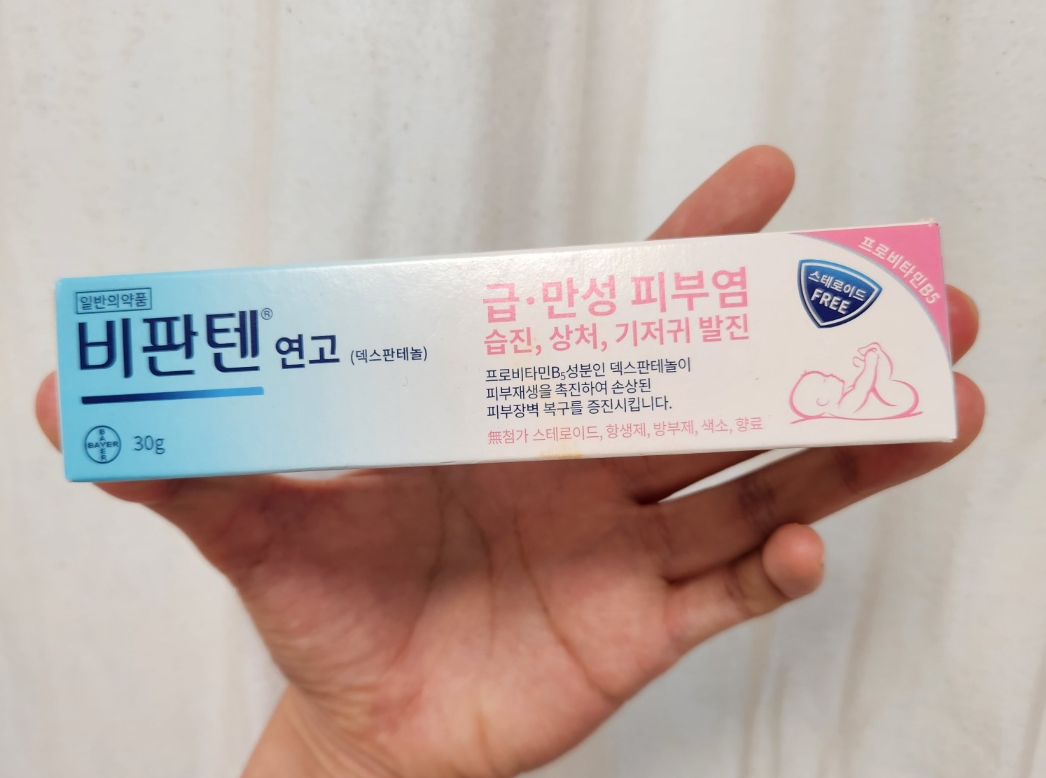 일반의약품
비판텐® 연고 (덱스판테놀)
BAYER
BAYER
30g
급·만성 피부염
습진, 상처, 기저귀 발진
프로비타민B₅성분인 덱스판테놀이
피부재생을 촉진하여 손상된
피부장벽 복구를 증진시킵니다.
無첨가 스테로이드, 항생제, 방부제, 색소, 향료
스테로이드
FREE
프로비타민B5